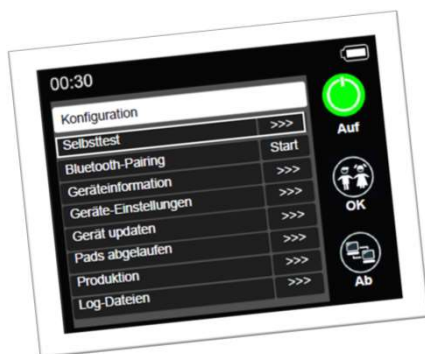 00:30
Konfiguration
Selbsttest >>>
Bluetooth-Pairing Start
Geräteinformation >>>
Geräte-Einstellungen >>>
Gerät updaten >>>
Pads abgelaufen >>>
Produktion >>>
Log-Dateien >>>
Auf
OK
Ab